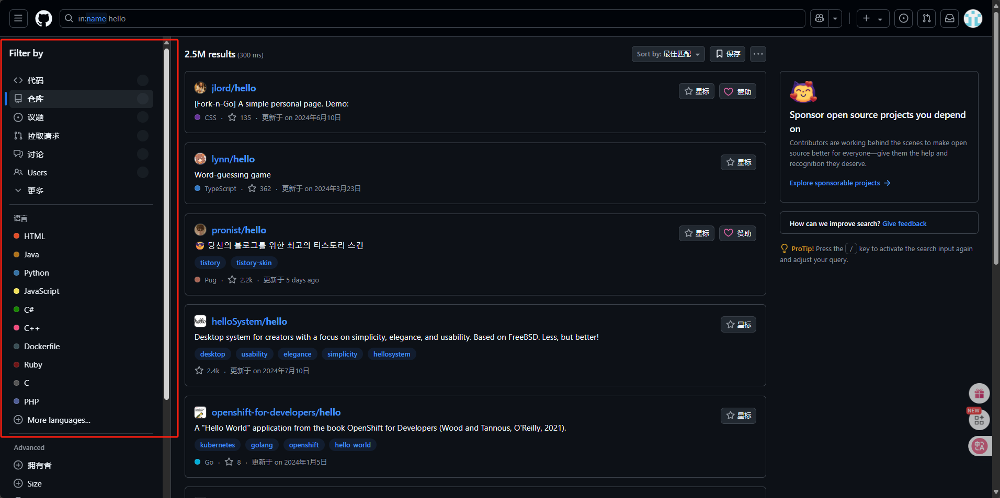 in:name hello
Filter by
代码
仓库
议题
拉取请求
讨论
Users
更多
语言
HTML
Java
Python
JavaScript
C#
C++
Dockerfile
Ruby
C
PHP
More languages...
Advanced
拥有者
Size
2.5M results (300 ms)
Sort by: 最佳匹配
保存
jlord/hello
星标
赞助
[Fork-n-Go] A simple personal page. Demo:
CSS · 135 · 更新于 on 2024年6月10日
lynn/hello
星标
Word-guessing game
TypeScript · 362 · 更新于 on 2024年3月23日
pronist/hello
星标
赞助
😎 당신의 블로그를 위한 최고의 티스토리 스킨
tistory tistory-skin
Pug · 2.2k · 更新于 5 days ago
hello
helloSystem/hello
星标
Desktop system for creators with a focus on simplicity, elegance, and usability. Based on FreeBSD. Less, but better!
desktop usability elegance simplicity hellosystem
2.4k · 更新于 on 2024年7月10日
openshift-for-developers/hello
星标
A "Hello World" application from the book OpenShift for Developers (Wood and Tannous, O'Reilly, 2021).
kubernetes golang openshift hello-world
Go · 8 · 更新于 on 2024年1月5日
Sponsor open source projects you depend
on
Contributors are working behind the scenes to make open
source better for everyone—give them the help and
recognition they deserve.
Explore sponsorable projects →
How can we improve search? Give feedback
ProTip! Press the / key to activate the search input again
and adjust your query.
NEW
中A